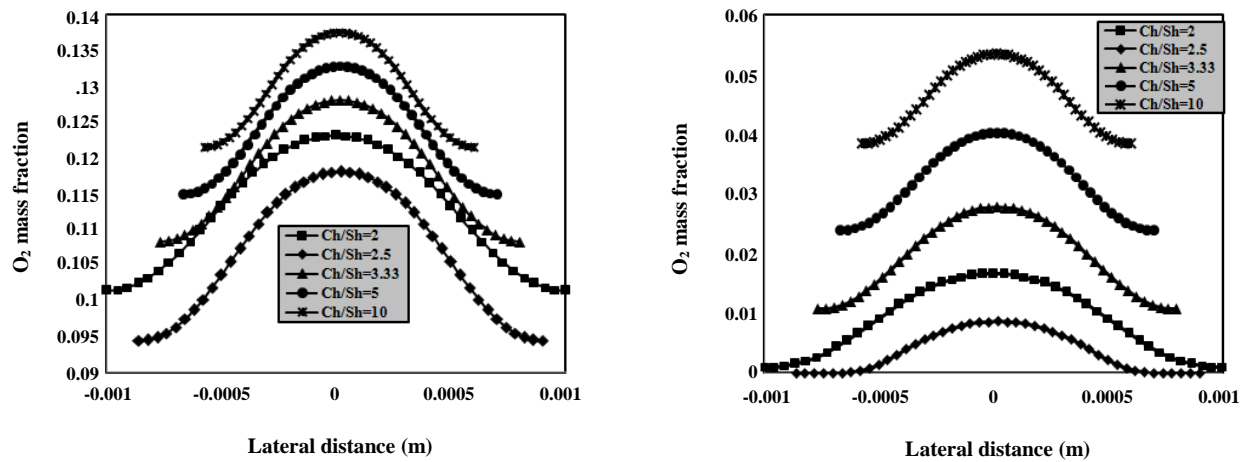 0.14
0.135
0.13
0.125
0.12
0.115
0.11
0.105
0.1
0.095
0.09
O2 mass fraction
Ch/Sh=2
Ch/Sh=2.5
Ch/Sh=3.33
Ch/Sh=5
Ch/Sh=10
-0.001 -0.0005 0 0.0005 0.001
Lateral distance (m)
0.06
0.05
0.04
0.03
0.02
0.01
0
O2 mass fraction
Ch/Sh=2
Ch/Sh=2.5
Ch/Sh=3.33
Ch/Sh=5
Ch/Sh=10
-0.001 -0.0005 0 0.0005 0.001
Lateral distance (m)